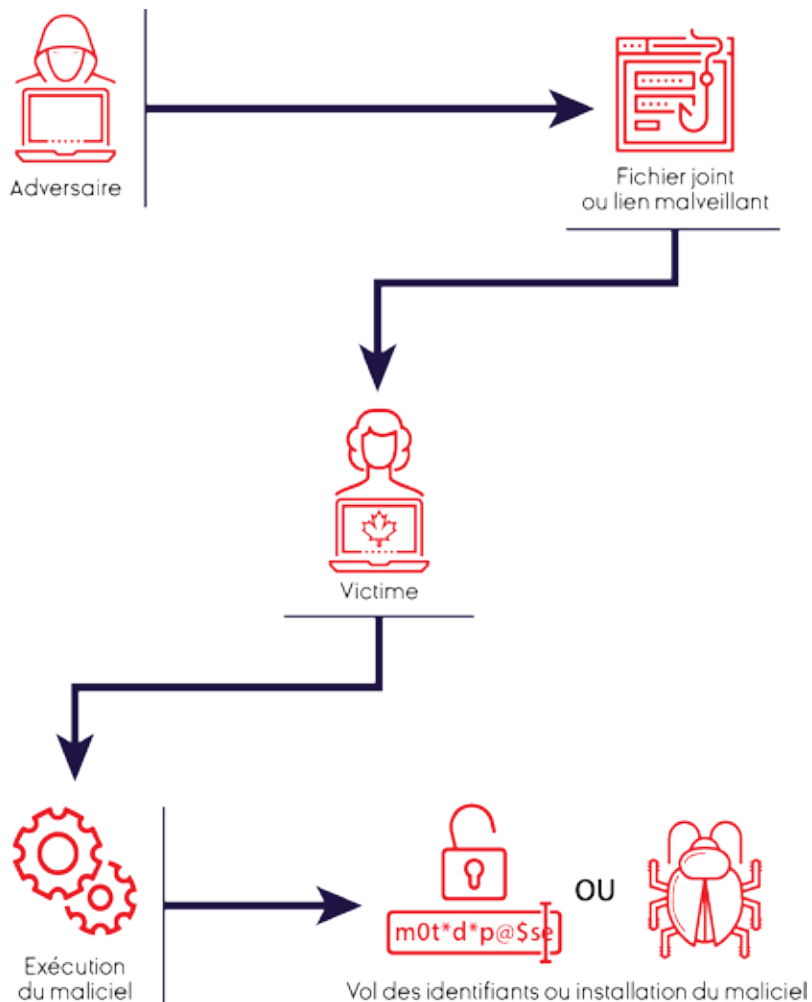 Adversaire
Fichier joint
ou lien malveillant
Victime
Exécution
du maliciel
m0t*d*p@$se
OU
Vol des identifiants ou installation du maliciel